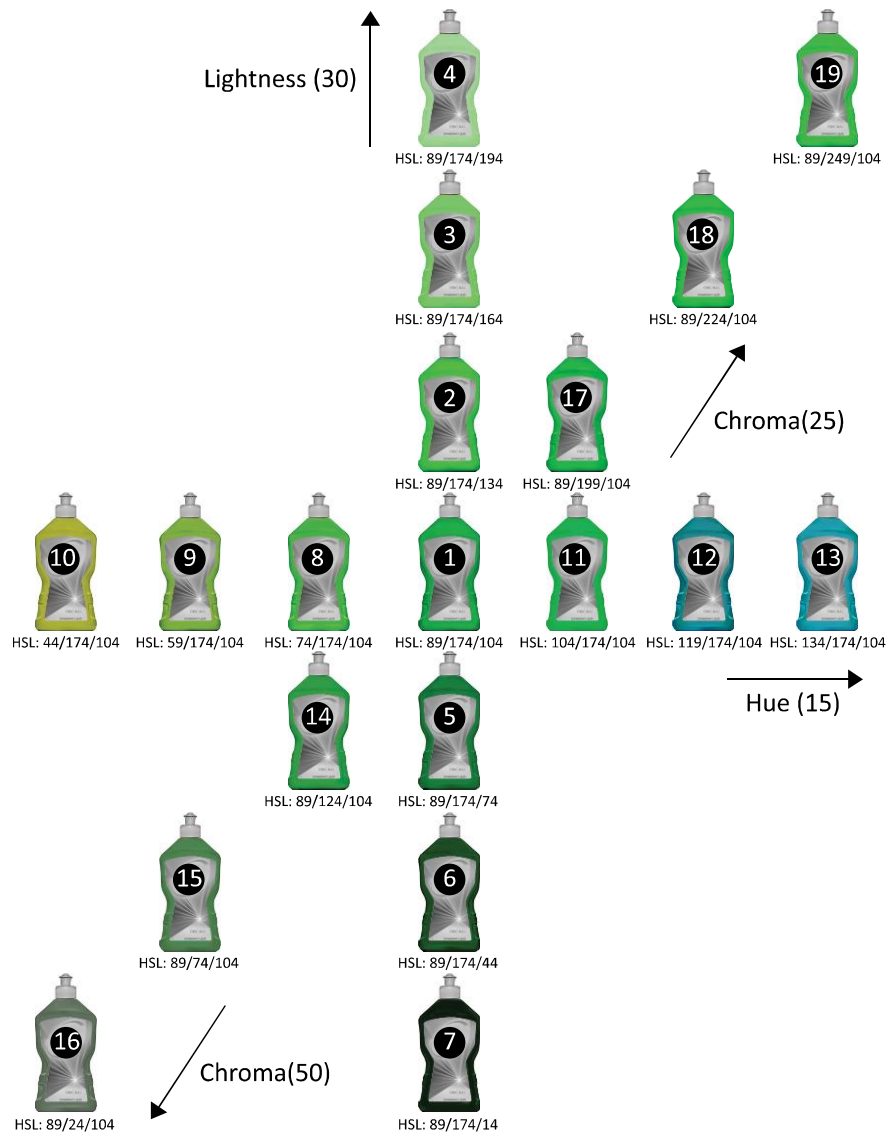 4
19
Lightness (30)
HSL: 89/174/194
HSL: 89/249/104
3
18
HSL: 89/174/164
HSL: 89/224/104
2
17
Chroma(25)
HSL: 89/174/134
HSL: 89/199/104
10
9
8
1
11
12
13
HSL: 44/174/104
HSL: 59/174/104
HSL: 74/174/104
HSL: 89/174/104
HSL: 104/174/104
HSL: 119/174/104
HSL: 134/174/104
Hue (15)
14
5
HSL: 89/124/104
HSL: 89/174/74
15
6
HSL: 89/74/104
HSL: 89/174/44
16
7
Chroma(50)
HSL: 89/24/104
HSL: 89/174/14